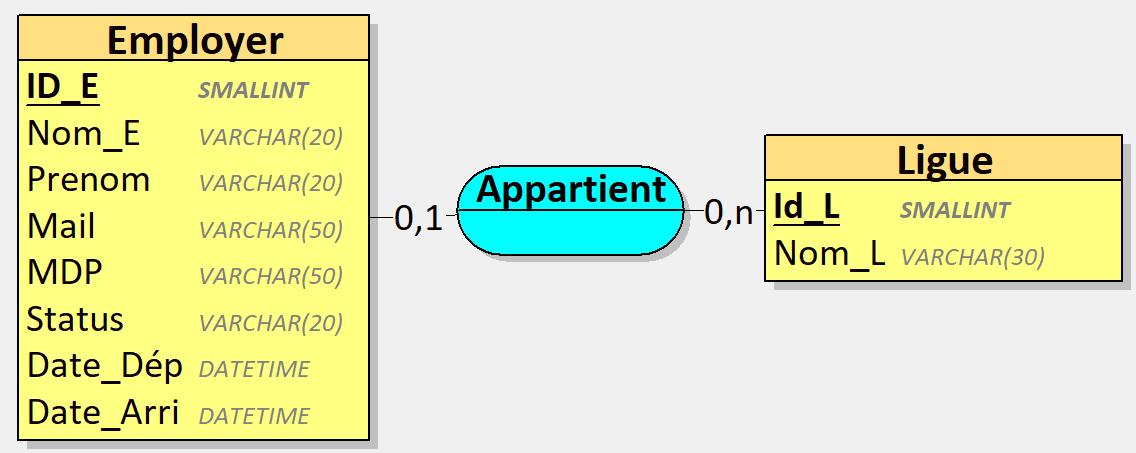 Employer
ID_E SMALLINT
Nom_E VARCHAR(20)
Prenom VARCHAR(20)
Mail VARCHAR(50)
MDP VARCHAR(50)
Status VARCHAR(20)
Date_Dép DATETIME
Date_Arri DATETIME
0,1
Appartient
0,n
Ligue
Id_L SMALLINT
Nom_L VARCHAR(30)